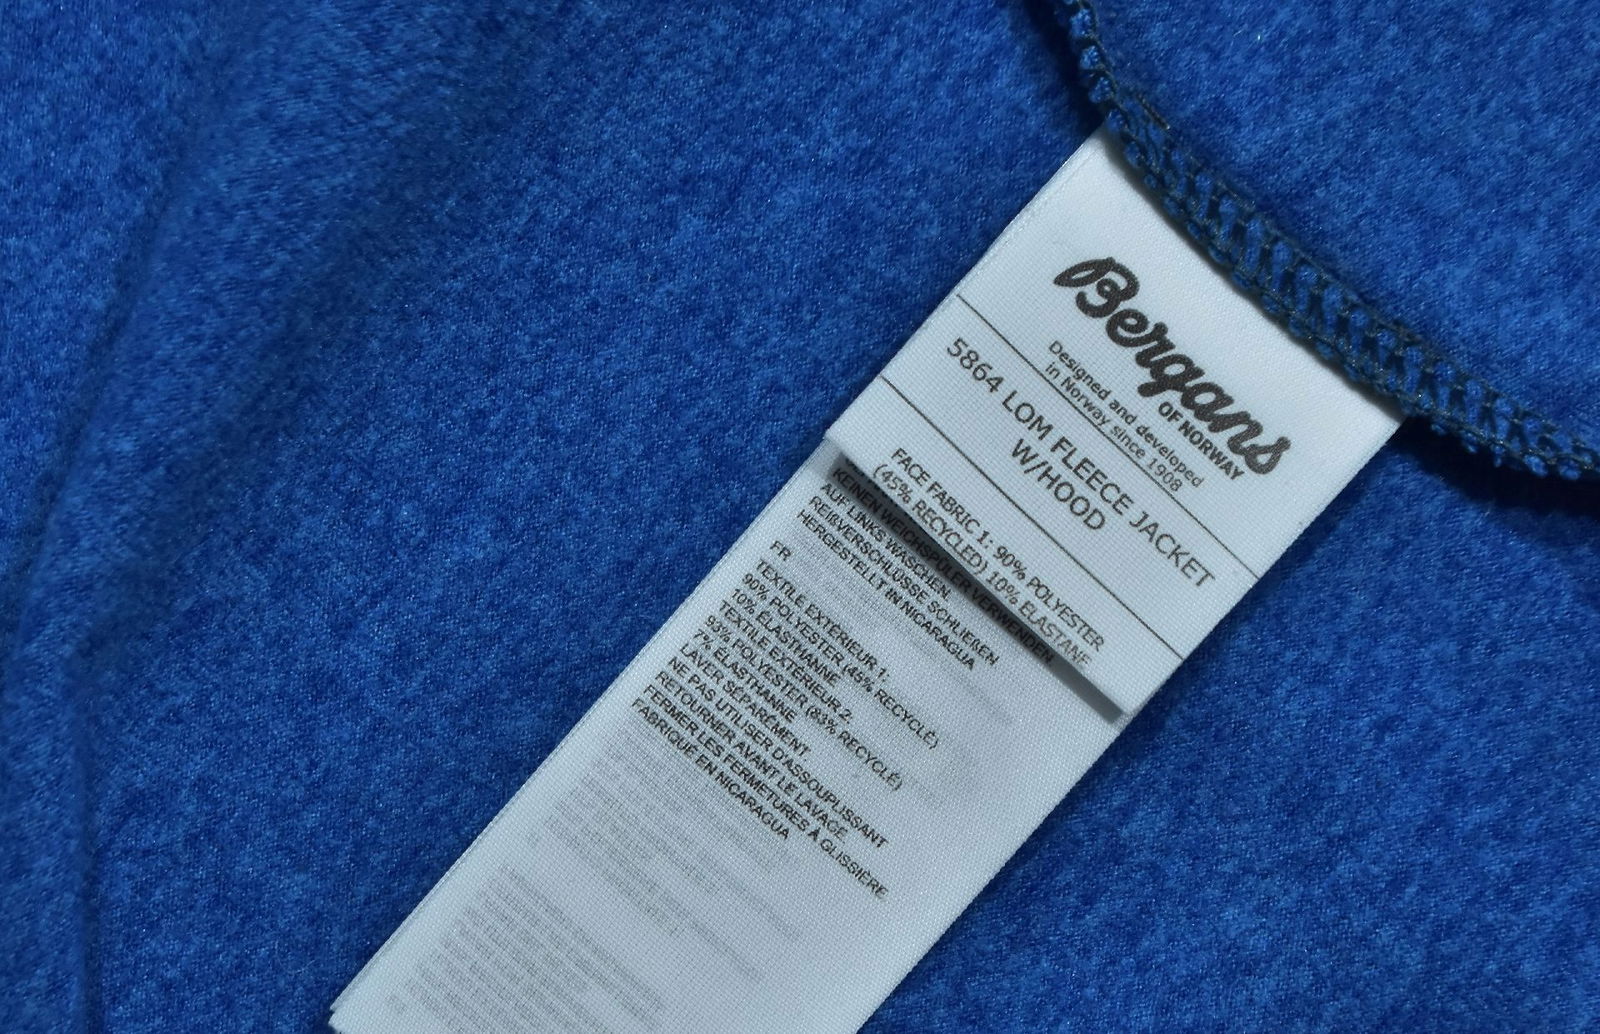 Bergans
OF NORWAY
Designed and developed
in Norway since 1908
5864 LOM FLEECE JACKET
W/HOOD
FACE FABRIC 1: 90% POLYESTER
(45% RECYCLED) 10% ELASTANE
KEINEN WEICHSPÜLER VERWENDEN.
AUF LINKS WASCHEN.
REIßVERSCHLÜSSE SCHLIEßEN
HERGESTELLT IN NICARAGUA
FR
TEXTILE EXTÉRIEUR 1.
90% POLYESTER (45% RECYCLÉ)
10% ÉLASTHANNE
TEXTILE EXTÉRIEUR 2.
93% POLYESTER (83% RECYCLÉ)
7% ÉLASTHANNE
LAVER SÉPARÉMENT
NE PAS UTILISER D'ASSOUPLISSANT
RETOURNER AVANT LE LAVAGE
FERMER LES FERMETURES À GLISSIÈRE
FABRIQUÉ EN NICARAGUA